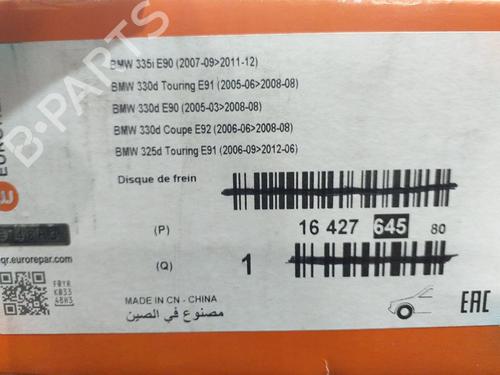 BMW 335i E90 (2007-09>2011-12)
BMW 330d Touring E91 (2005-06>2008-08)
BMW 330d E90 (2005-03>2008-08)
BMW 330d Coupe E92 (2006-06>2008-08)
BMW 325d Touring E91 (2006-09>2012-06)
Disque de frein
(P) 16 427 645 80
(Q) 1
qr.eurorepar.com
MADE IN CN - CHINA
مصنوع في الصين
EAC
B-PARTS